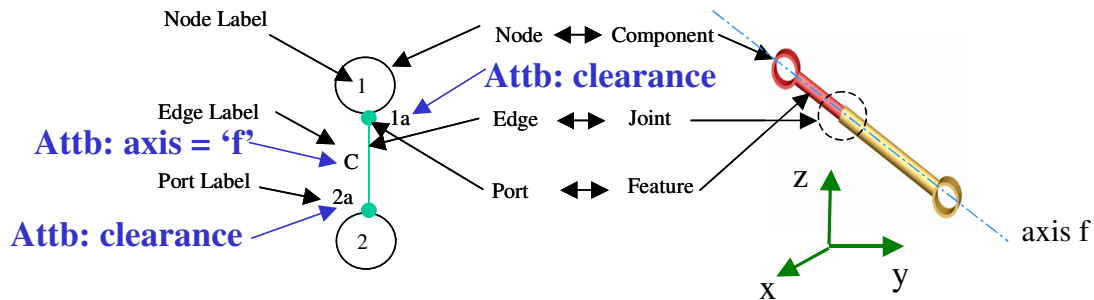 Node Label
Node Component
1
Attb: clearance
Edge Label
1a
Edge Joint
Attb: axis = ‘f’
C
Port Label
2a
Port Feature
Attb: clearance
2
z
axis f
x
y